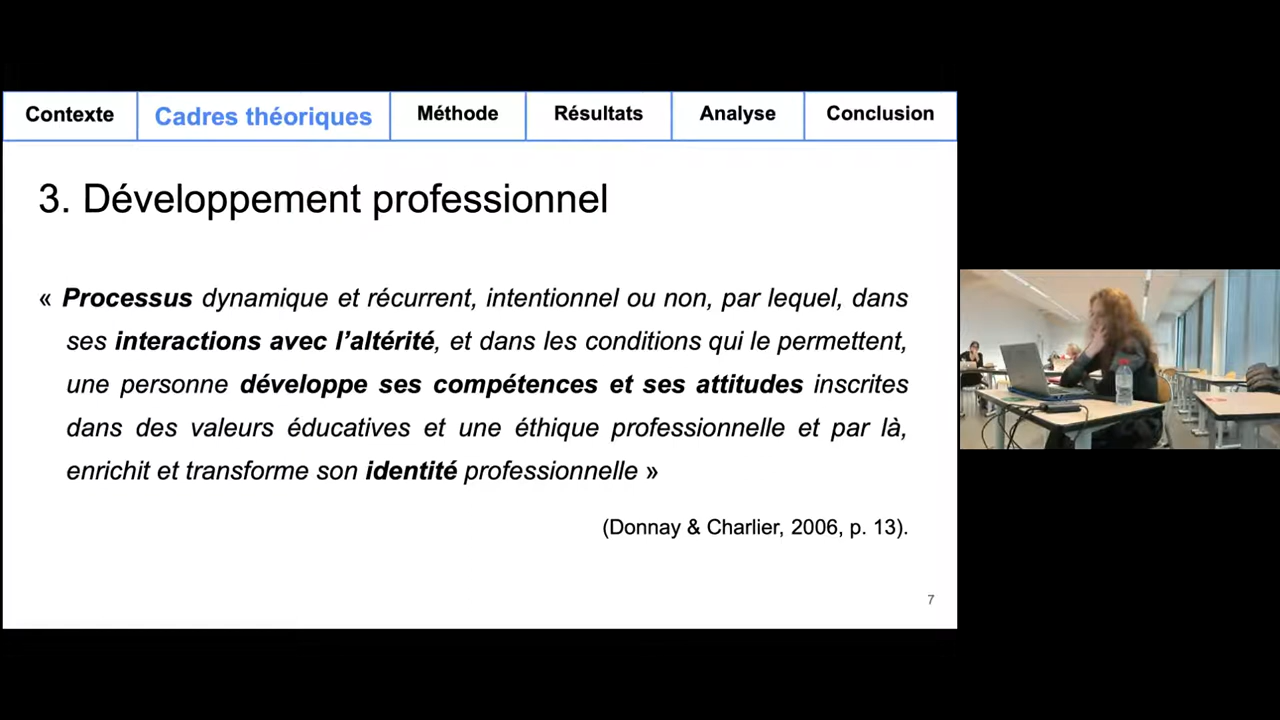 Contexte
Cadres théoriques
Méthode
Résultats
Analyse
Conclusion
3. Développement professionnel
« Processus dynamique et récurrent, intentionnel ou non, par lequel, dans
ses interactions avec l’altérité, et dans les conditions qui le permettent,
une personne développe ses compétences et ses attitudes inscrites
dans des valeurs éducatives et une éthique professionnelle et par là,
enrichit et transforme son identité professionnelle »
(Donnay & Charlier, 2006, p. 13).
7